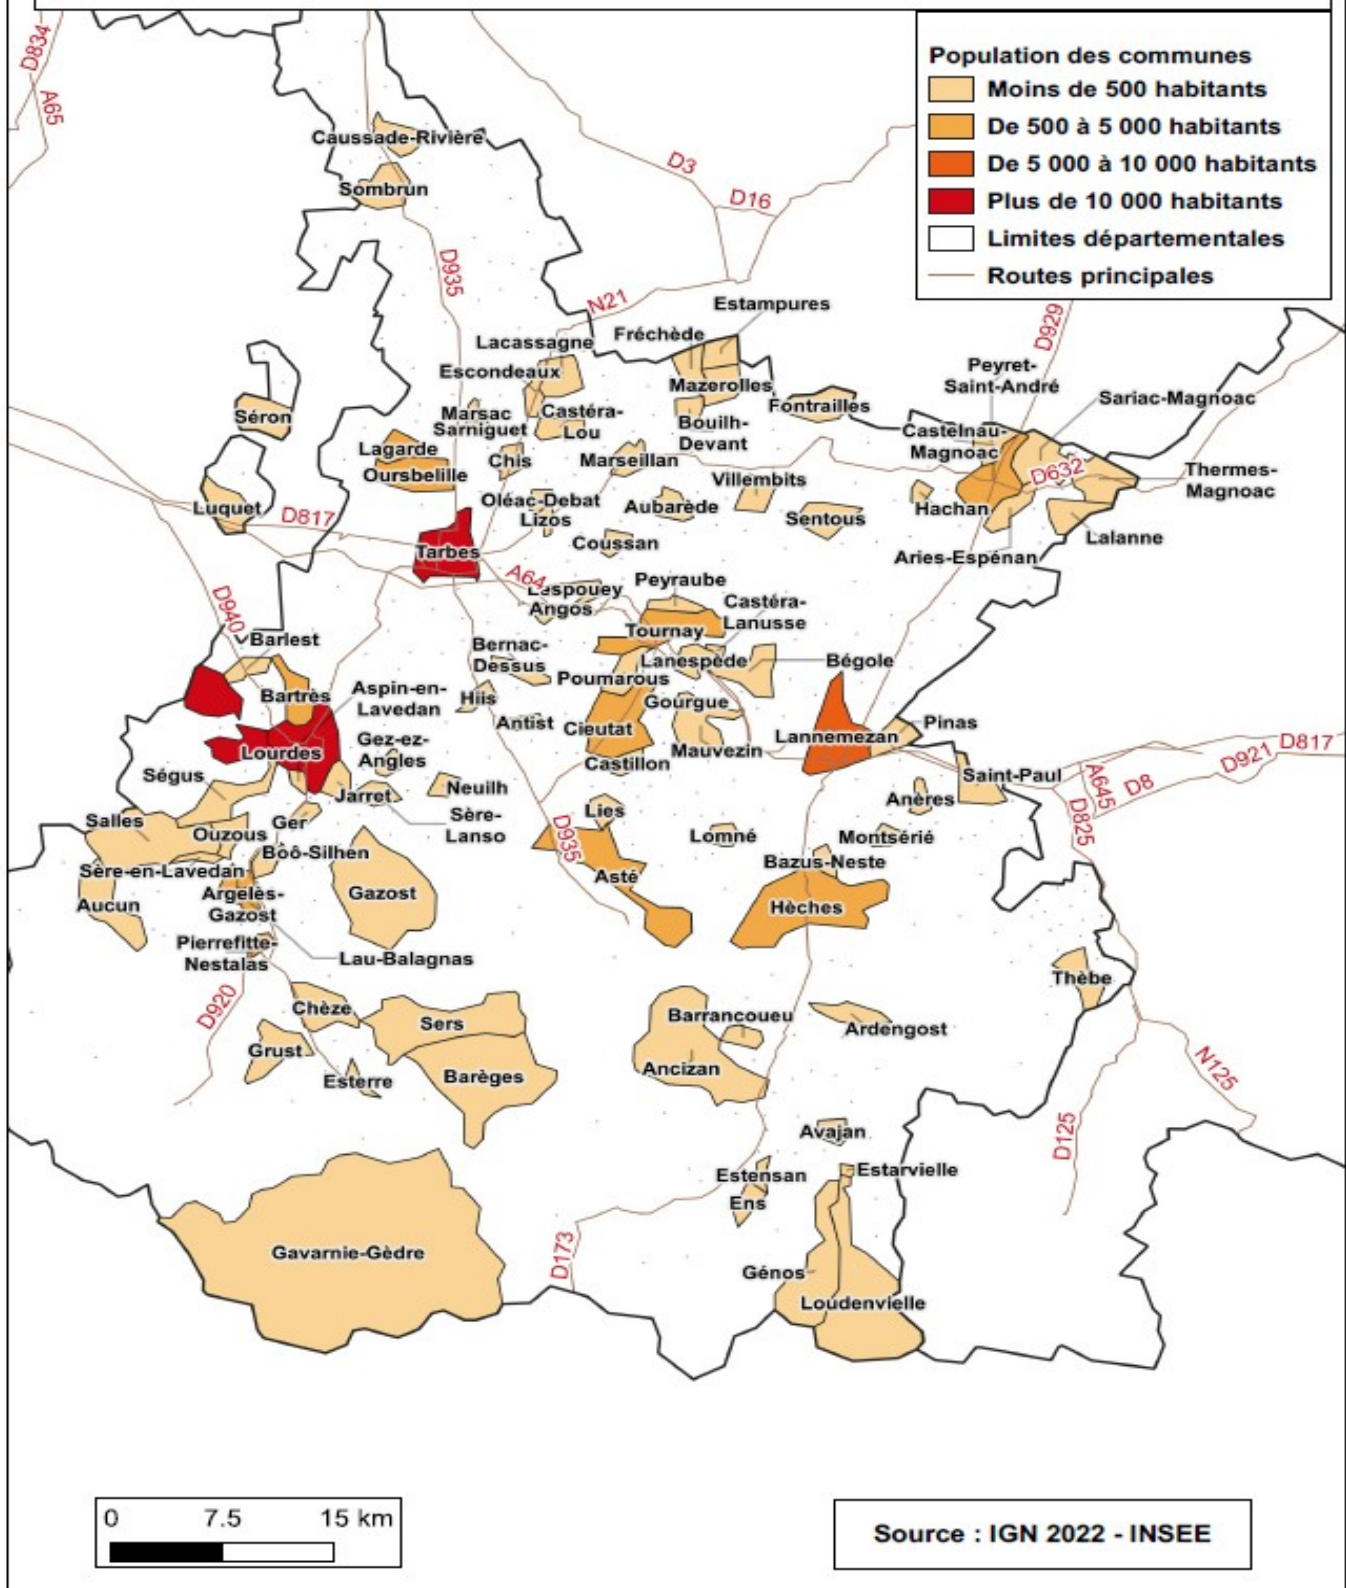 Population des communes
Moins de 500 habitants
De 500 à 5 000 habitants
De 5 000 à 10 000 habitants
Plus de 10 000 habitants
Limites départementales
Routes principales
D834
A65
Caussade-Rivière
Sombrun
D3
D16
D935
N21
Estampures
Fréchède
D929
Lacassagne
Escondeaux
Mazerolles
Peyret-
Saint-André
Sariac-Magnoac
Séron
Marsac
Sarniguet
Castéra-
Lou
Bouilh-
Devant
Fontrailles
Castelnau-
Magnoac
Lagarde
Oursbelille
Chis
Marseillan
Villembits
D632
Thermes-
Magnoac
Luquet
D817
Oléac-Debat
Lizos
Aubarède
Sentous
Hachan
Lalanne
Tarbes
Coussan
Aries-Espénan
A64
Lespouey
Angos
Peyraube
Castéra-
Lanusse
D940
Barlest
Bernac-
Dessus
Tournay
Lanespède
Bégole
Bartrès
Aspin-en-
Lavedan
Hiis
Poumarous
Gourgue
Antist
Cieutat
Pinas
Lourdes
Gez-ez-
Angles
Mauvezin
Lannemezan
D817
D921
Ségus
Castillon
Saint-Paul
A645
D8
Jarret
Neuilh
Anères
Salles
Ouzous
Ger
Sère-
Lanso
Lies
Lomné
Montsérié
D825
Sère-en-Lavedan
Bôô-Silhen
D935
Bazus-Neste
Aucun
Argelès-
Gazost
Gazost
Asté
Hèches
Pierrefitte-
Nestalas
Lau-Balagnas
Thèbe
D920
Chèze
Sers
Barrancoueu
Ardengost
Grust
Esterre
Barèges
Ancizan
N125
D125
Avajan
Estensan
Ens
Estarvielle
Gavarnie-Gèdre
D173
Génos
Loudenvielle
0 7.5 15 km
Source : IGN 2022 - INSEE